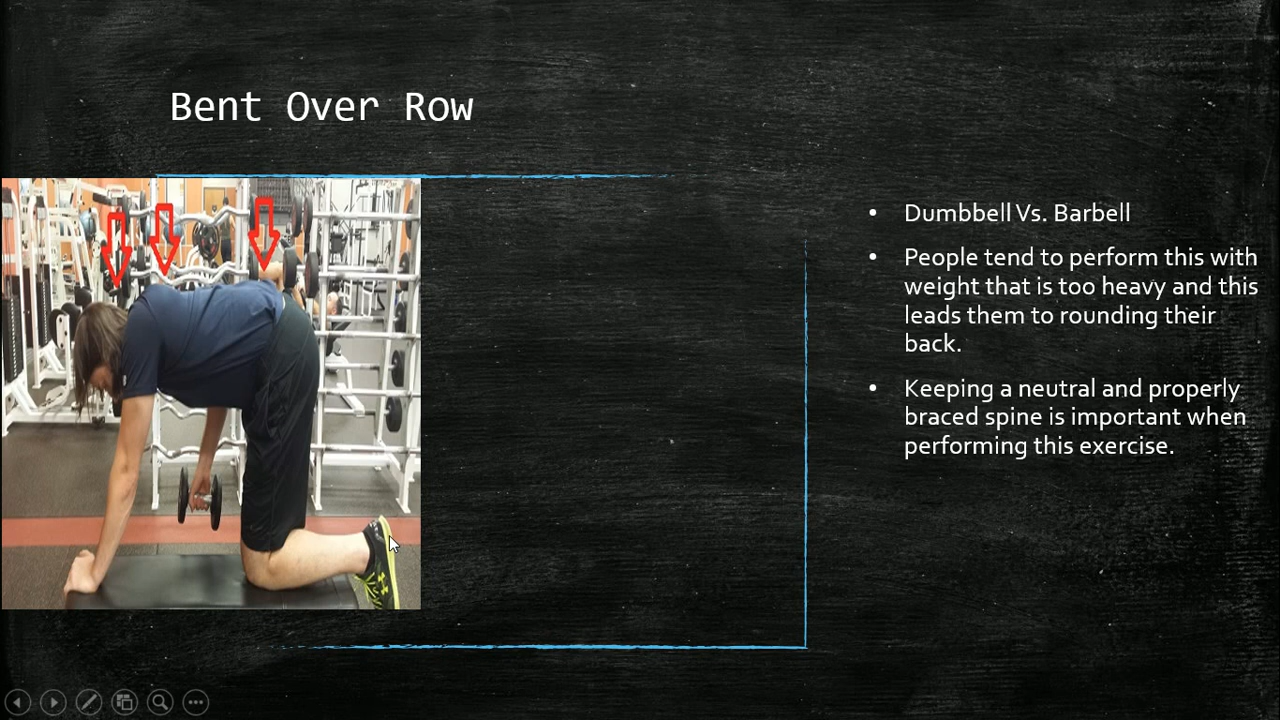 Bent Over Row
• Dumbbell Vs. Barbell
• People tend to perform this with
weight that is too heavy and this
leads them to rounding their
back.
• Keeping a neutral and properly
braced spine is important when
performing this exercise.